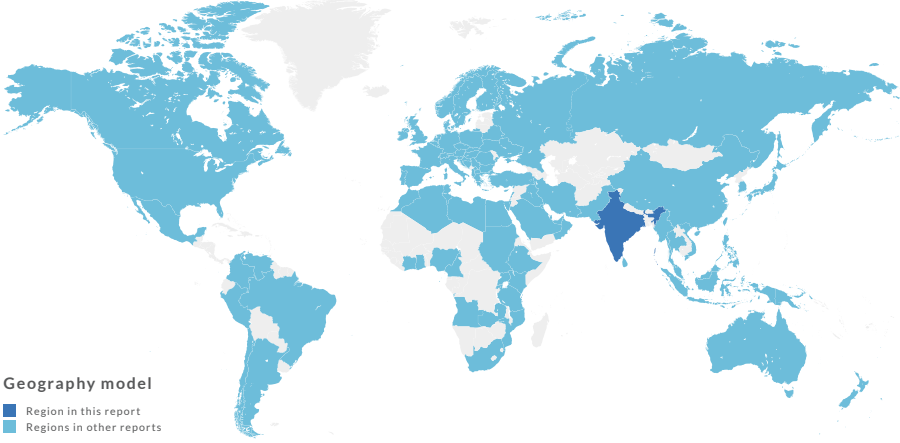 Geography model
Region in this report
Regions in other reports